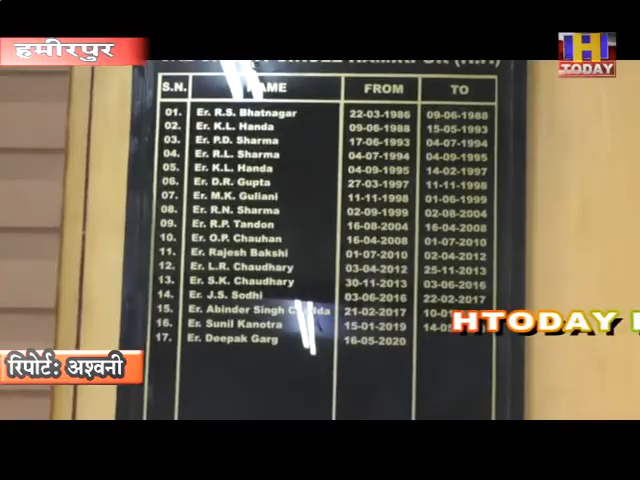 हमीरपुर
IHI
TODAY
S.N. NAME FROM TO
01. Er. R.S. Bhatnagar 22-03-1986 09-06-1988
02. Er. K.L. Handa 09-06-1988 15-05-1993
03. Er. P.D. Sharma 17-06-1993 04-07-1994
04. Er. R.L. Sharma 04-07-1994 04-09-1995
05. Er. K.L. Handa 04-09-1995 14-02-1997
06. Er. D.R. Gupta 27-03-1997 11-11-1998
07. Er. M.K. Gullani 11-11-1998 01-06-1999
08. Er. R.N. Sharma 02-09-1999 02-08-2004
09. Er. R.P. Tandon 16-08-2004 16-04-2008
10. Er. O.P. Chauhan 16-04-2008 01-07-2010
11. Er. Rajesh Bakshi 01-07-2010 02-04-2012
12. Er. L.R. Chaudhary 03-04-2012 25-11-2013
13. Er. S.K. Chaudhary 30-11-2013 03-06-2016
14. Er. J.S. Sodhi 03-06-2016 22-02-2017
15. Er. Abinder Singh 21-02-2017 10-0
16. Er. Sunil Kanotra 15-01-2019 14-0
17. Er. Deepak Garg 16-05-2020
HTODAY
रिपोर्ट: अश्वनी